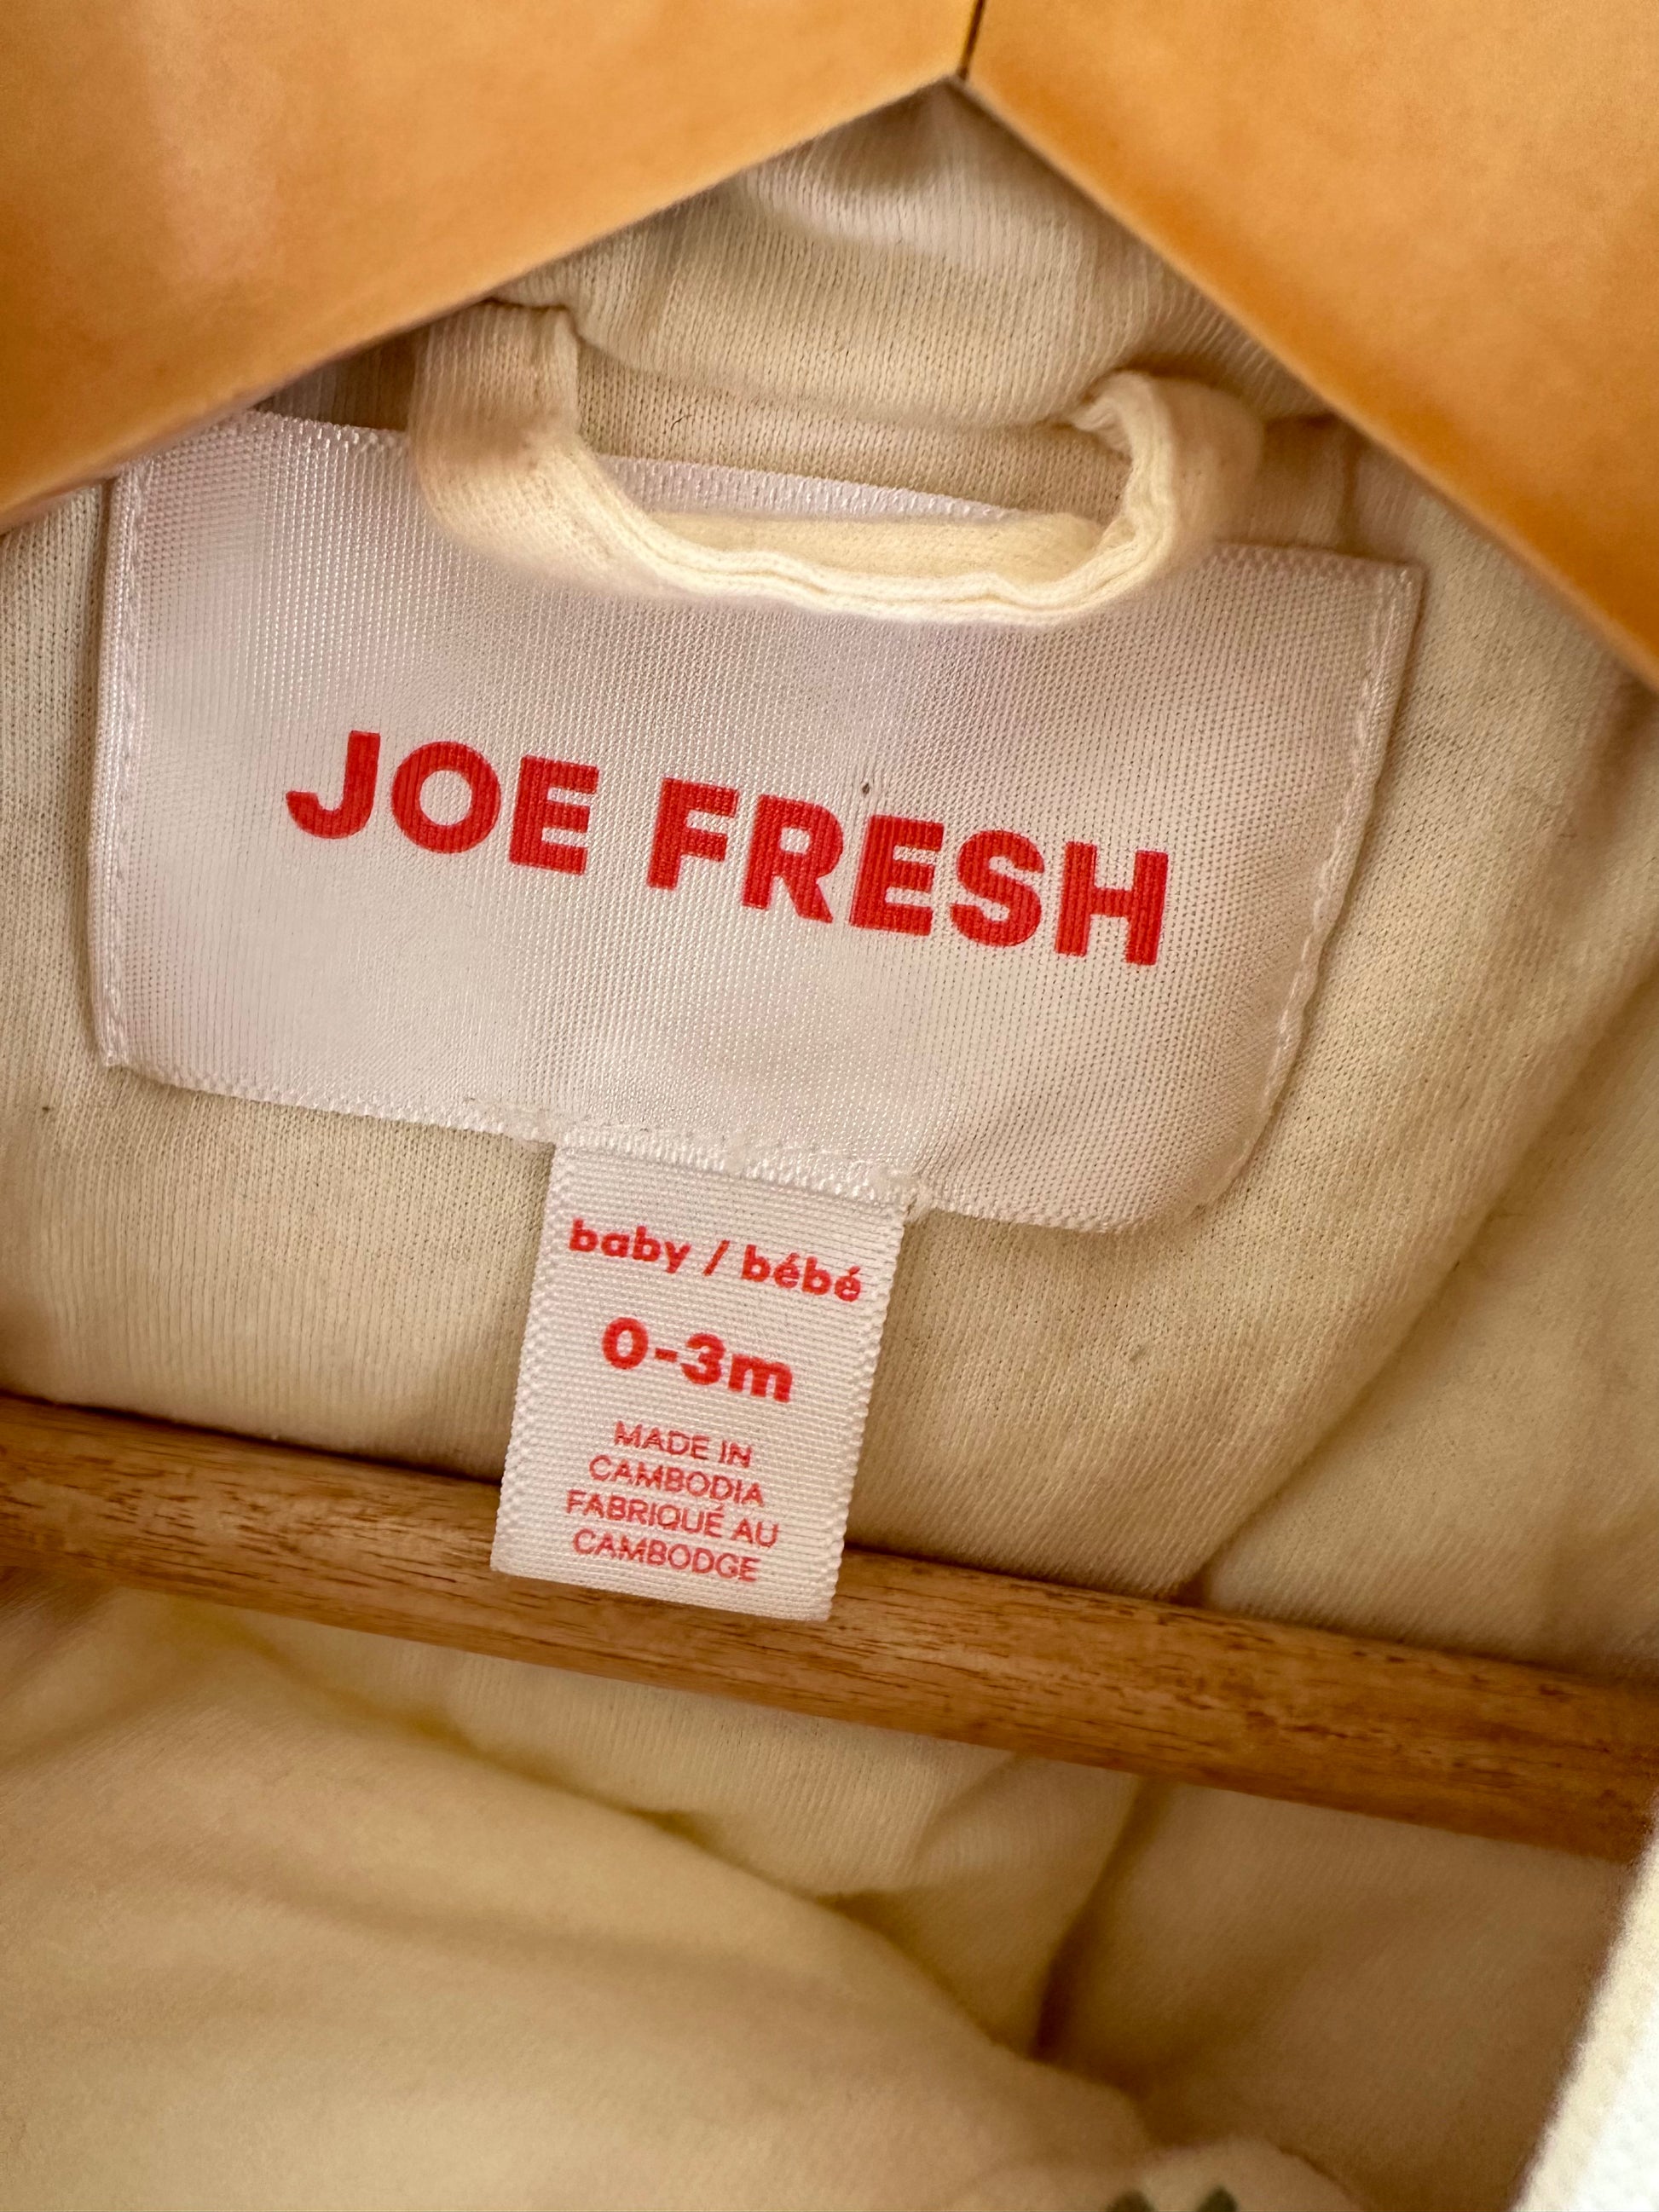 JOE FRESH
baby / bébé
0-3m
MADE IN
CAMBODIA
FABRIQUÉ AU
CAMBODGE